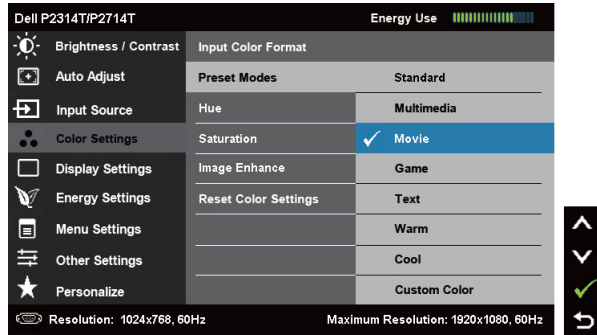 Dell P2314T/P2714T Energy Use
Brightness / Contrast Input Color Format
Auto Adjust Preset Modes Standard
Input Source Hue Multimedia
Color Settings Saturation Movie
Display Settings Image Enhance Game
Energy Settings Reset Color Settings Text
Menu Settings Warm
Other Settings Cool
Personalize Custom Color
Resolution: 1024x768, 60Hz Maximum Resolution: 1920x1080, 60Hz